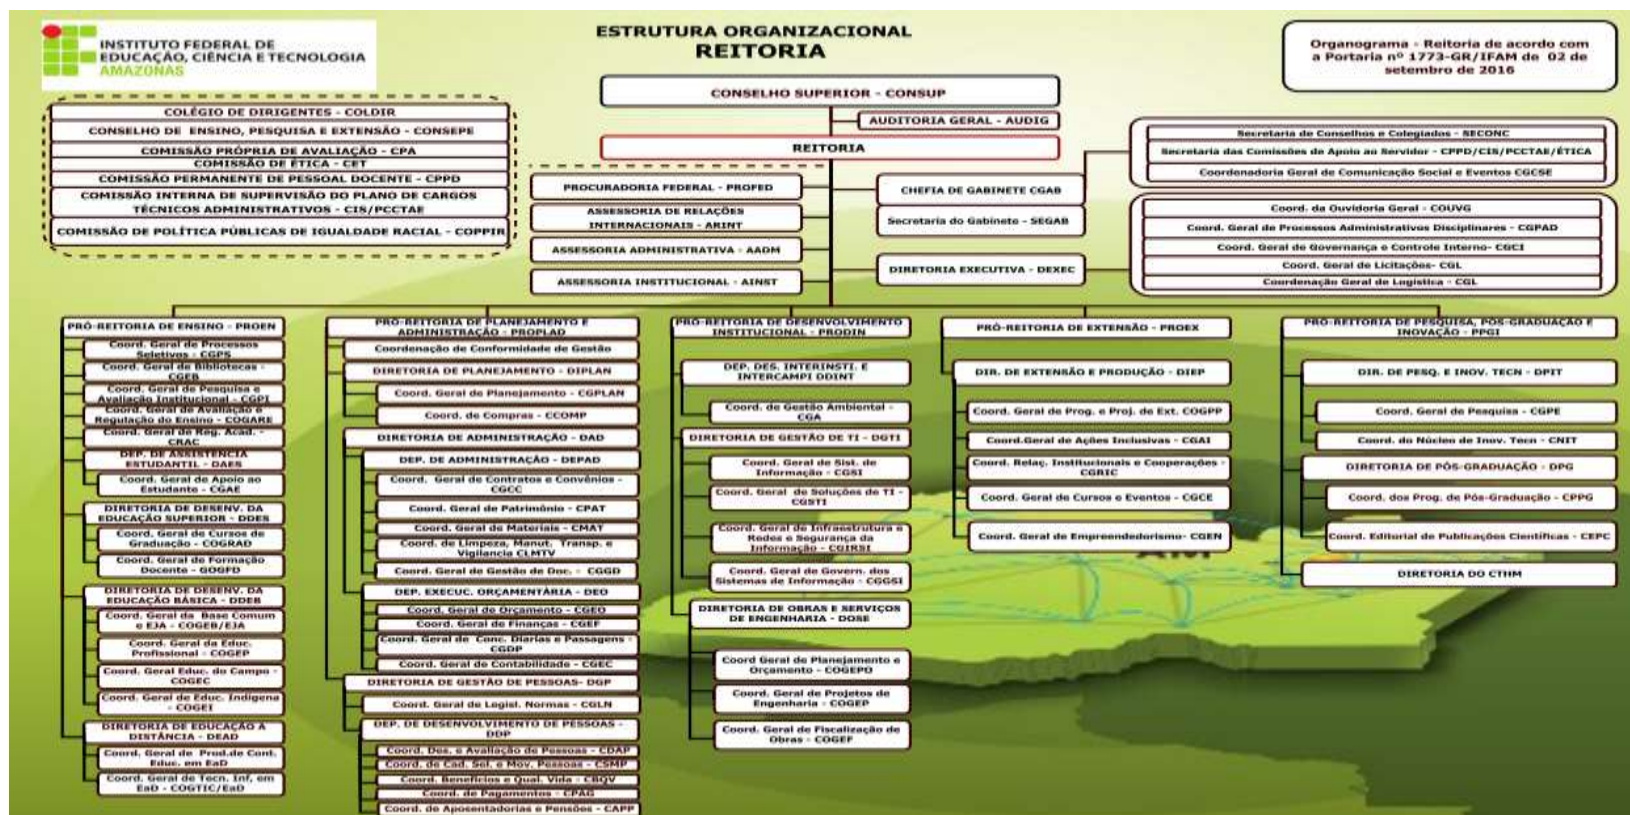 INSTITUTO FEDERAL DE
EDUCAÇÃO, CIÊNCIA E TECNOLOGIA
AMAZONAS
ESTRUTURA ORGANIZACIONAL
REITORIA
Organograma - Reitoria de acordo com
a Portaria nº 1773-GR/IFAM de 02 de
setembro de 2016
CONSELHO SUPERIOR - CONSUP
AUDITORIA GERAL - AUDIG
REITORIA
COLÉGIO DE DIRIGENTES - COLDIR
CONSELHO DE ENSINO, PESQUISA E EXTENSÃO - CONSEPE
COMISSÃO PRÓPRIA DE AVALIAÇÃO - CPA
COMISSÃO DE ÉTICA - CET
COMISSÃO PERMANENTE DE PESSOAL DOCENTE - CPPD
COMISSÃO INTERNA DE SUPERVISÃO DO PLANO DE CARGOS
TÉCNICOS ADMINISTRATIVOS - CIS/PCCTAE
COMISSÃO DE POLÍTICA PÚBLICAS DE IGUALDADE RACIAL - COPPIR
PROCURADORIA FEDERAL - PROFED
ASSESSORIA DE RELAÇÕES
INTERNACIONAIS - ARINT
ASSESSORIA ADMINISTRATIVA - AADM
ASSESSORIA INSTITUCIONAL - AINST
CHEFIA DE GABINETE CGAB
Secretaria do Gabinete - SEGAB
DIRETORIA EXECUTIVA - DEXEC
Secretaria de Conselhos e Colegiados - SECONC
Secretaria das Comissões de Apoio ao Servidor - CPPD/CIS/PCCTAE/ÉTICA
Coordenadoria Geral de Comunicação Social e Eventos CGCSE
Coord. da Ouvidoria Geral - COUVG
Coord. Geral de Processos Administrativos Disciplinares - CGPAD
Coord. Geral de Governança e Controle Interno- CGCI
Coord. Geral de Licitações- CGL
Coordenação Geral de Logística - CGL
PRÓ-REITORIA DE ENSINO - PROEN
Coord. Geral de Processos
Seletivos - CGPS
Coord. Geral de Bibliotecas -
CGEB
Coord. Geral de Pesquisa e
Avaliação Institucional - CGPI
Coord. Geral de Avaliação e
Regulação do Ensino - COGARE
Coord. Geral de Reg. Acad. -
CRAC
DEP. DE ASSISTENCIA
ESTUDANTIL - DAES
Coord. Geral de Apoio ao
Estudante - CGAE
DIRETORIA DE DESENV. DA
EDUCAÇÃO SUPERIOR - DDES
Coord. Geral de Cursos de
Graduação - COGRAD
Coord. Geral de Formação
Docente - GOGFD
DIRETORIA DE DESENV. DA
EDUCAÇÃO BÁSICA - DDEB
Coord. Geral da Base Comum
e EJA - COGEB/EJA
Coord. Geral da Educ.
Profissional - COGEP
Coord. Geral Educ. do Campo -
COGEC
Coord. Geral de Educ. Indígena
- COGEI
DIRETORIA DE EDUCAÇÃO A
DISTÂNCIA - DEAD
Coord. Geral de Prod.de Cont.
Educ. em EaD
Coord. Geral de Tecn. Inf, em
EaD - COGTIC/EaD
PRÓ-REITORIA DE PLANEJAMENTO E
ADMINISTRAÇÃO - PROPLAD
Coordenação de Conformidade de Gestão
DIRETORIA DE PLANEJAMENTO - DIPLAN
Coord. Geral de Planejamento - CGPLAN
Coord. de Compras - CCOMP
DIRETORIA DE ADMINISTRAÇÃO - DAD
DEP. DE ADMINISTRAÇÃO - DEPAD
Coord. Geral de Contratos e Convênios -
CGCC
Coord. Geral de Patrimônio - CPAT
Coord. Geral de Materiais - CMAT
Coord. de Limpeza, Manut. Transp. e
Vigilancia CLMTV
Coord. Geral de Gestão de Doc. - CGGD
DEP. EXECUC. ORÇAMENTÁRIA - DEO
Coord. Geral de Orçamento - CGEO
Coord. Geral de Finanças - CGEF
Coord. Geral de Conc. Diarias e Passagens -
CGDP
Coord. Geral de Contabilidade - CGEC
DIRETORIA DE GESTÃO DE PESSOAS- DGP
Coord. Geral de Legisl. Normas - CGLN
DEP. DE DESENVOLVIMENTO DE PESSOAS -
DDP
Coord. Des. e Avaliação de Pessoas - CDAP
Coord. de Cad. Sel. e Mov. Pessoas - CSMP
Coord. Benefícios e Qual. Vida - CBQV
Coord. de Pagamentos - CPAG
Coord. de Aposentadorias e Pensões - CAPP
PRÓ-REITORIA DE DESENVOLVIMENTO
INSTITUCIONAL - PRODIN
DEP. DES. INTERINSTI. E
INTERCAMPI DDINT
Coord. de Gestão Ambiental -
CGA
DIRETORIA DE GESTÃO DE TI - DGTI
Coord. Geral de Sist. de
Informação - CGSI
Coord. Geral de Soluções de TI -
CGSTI
Coord. Geral de Infraestrutura e
Redes e Segurança da
Informação - CGIRSI
Coord. Geral de Govern. dos
Sistemas de Informação - CGGSI
DIRETORIA DE OBRAS E SERVIÇOS
DE ENGENHARIA - DOSE
Coord Geral de Planejamento e
Orçamento - COGEPO
Coord. Geral de Projetos de
Engenharia - COGEP
Coord. Geral de Fiscalização de
Obras - COGEF
PRÓ-REITORIA DE EXTENSÃO - PROEX
DIR. DE EXTENSÃO E PRODUÇÃO - DIEP
Coord. Geral de Prog. e Proj. de Ext. COGPP
Coord.Geral de Ações Inclusivas - CGAI
Coord. Relaç. Institucionais e Cooperações -
CGRIC
Coord. Geral de Cursos e Eventos - CGCE
Coord. Geral de Empreendedorismo- CGEN
PRÓ-REITORIA DE PESQUISA, PÓS-GRADUAÇÃO E
INOVAÇÃO - PPGI
DIR. DE PESQ. E INOV. TECN - DPIT
Coord. Geral de Pesquisa - CGPE
Coord. do Núcleo de Inov. Tecn - CNIT
DIRETORIA DE PÓS-GRADUAÇÃO - DPG
Coord. dos Prog. de Pós-Graduação - CPPG
Coord. Editorial de Publicações Científicas - CEPC
DIRETORIA DO CTHM
AM